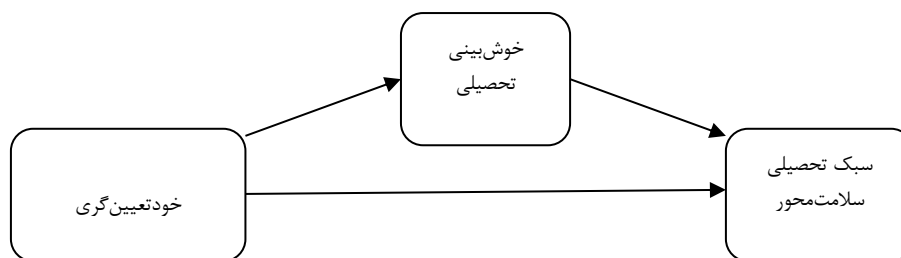 خوش‌بینی
تحصیلی
سبک تحصیلی
سلامت‌محور
خودتعیین‌گری